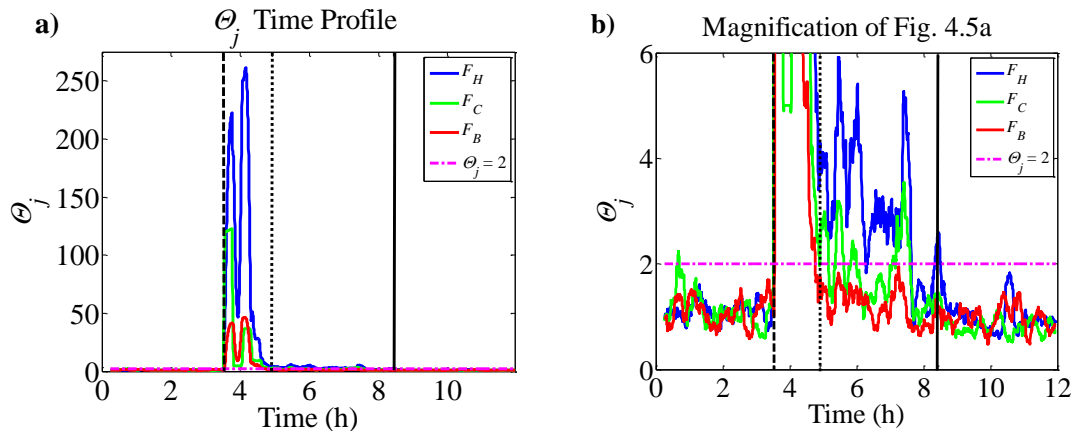 a)
Θj Time Profile
Θj
250
200
150
100
50
0
0
2
4
6
8
10
Time (h)
FH
FC
FB
Θj = 2
b)
Magnification of Fig. 4.5a
Θj
6
4
2
0
0
2
4
6
8
10
12
Time (h)
FH
FC
FB
Θj = 2